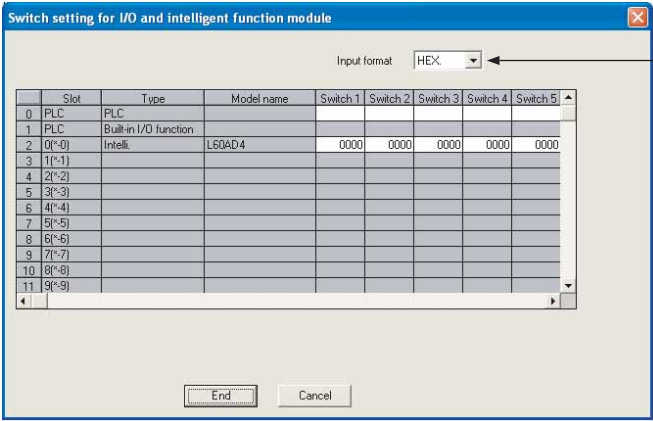 Switch setting for I/O and intelligent function module
Input format HEX.
Slot Type Model name Switch 1 Switch 2 Switch 3 Switch 4 Switch 5
0 PLC PLC
1 PLC Built-in I/O function
2 0(*-0) Intelli. L60AD4 0000 0000 0000 0000 0000
3 1(*-1)
4 2(*-2)
5 3(*-3)
6 4(*-4)
7 5(*-5)
8 6(*-6)
9 7(*-7)
10 8(*-8)
11 9(*-9)
End Cancel